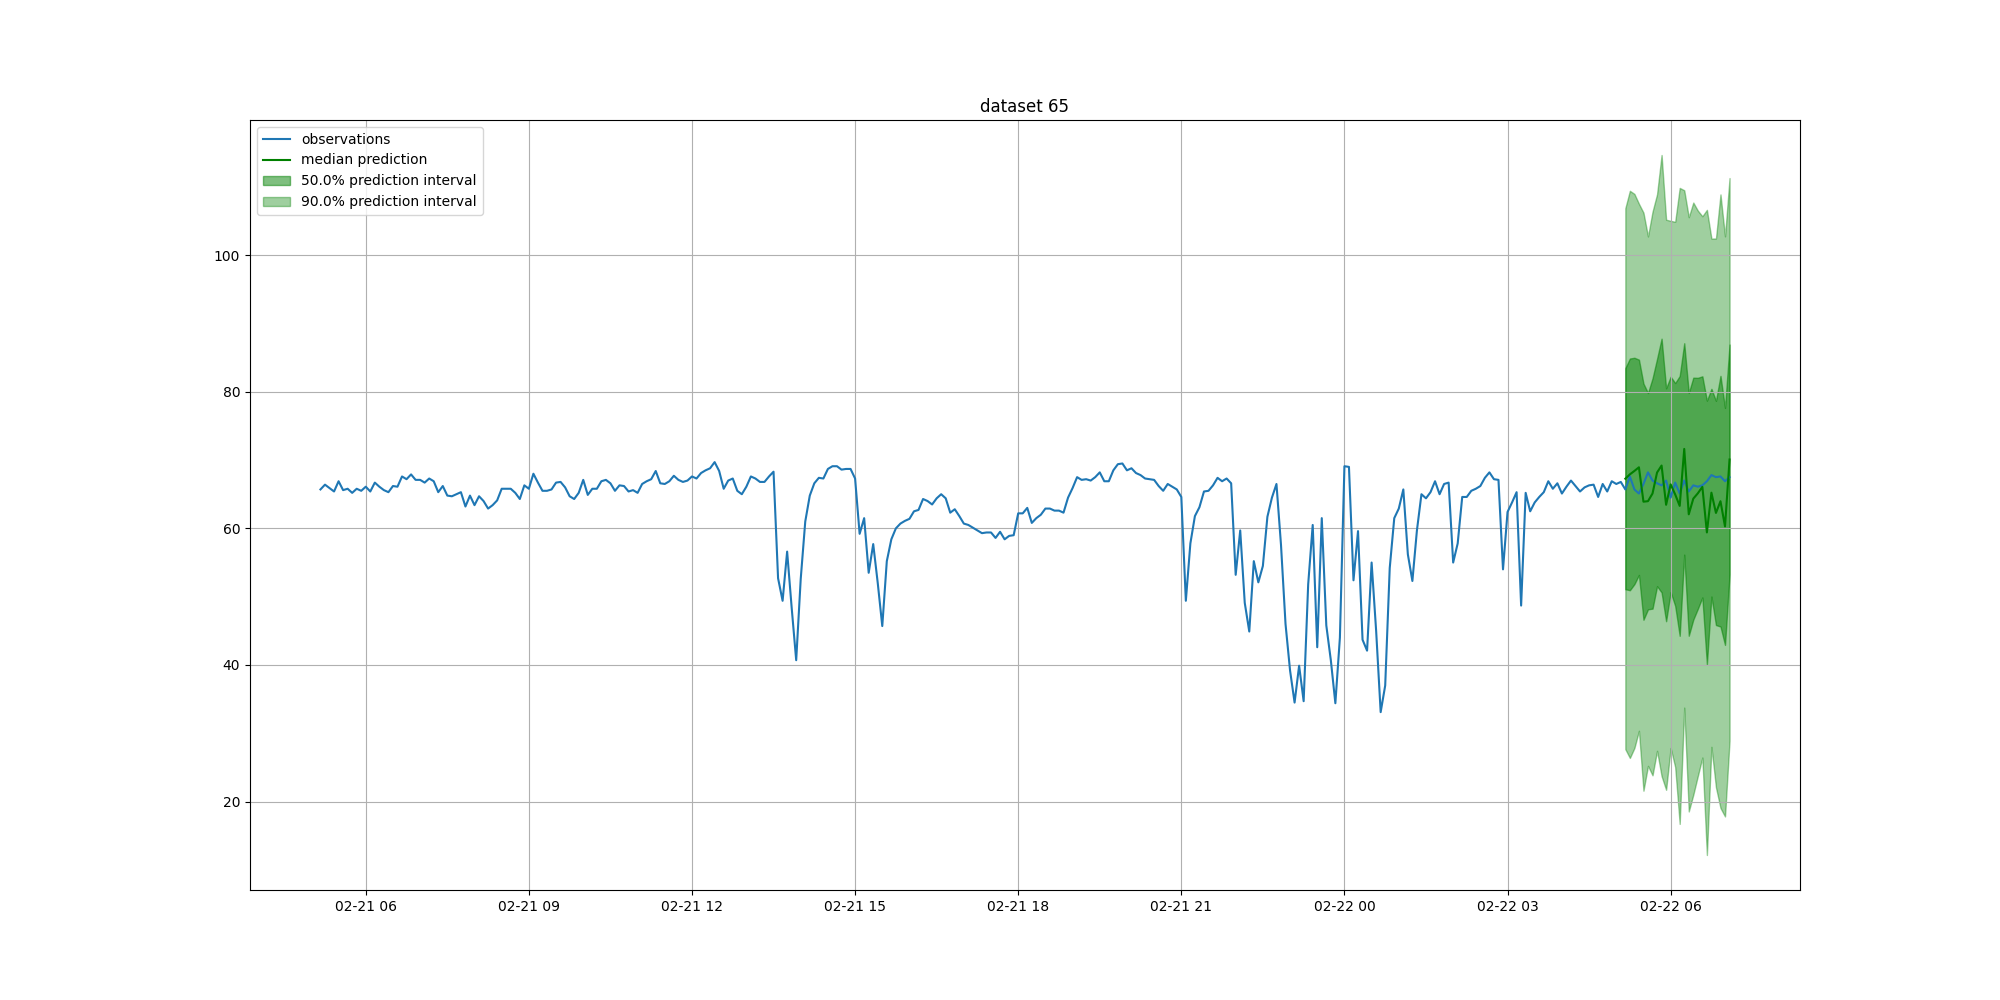 dataset 65
observations
median prediction
50.0% prediction interval
90.0% prediction interval
100
80
60
40
20
02-21 06
02-21 09
02-21 12
02-21 15
02-21 18
02-21 21
02-22 00
02-22 03
02-22 06